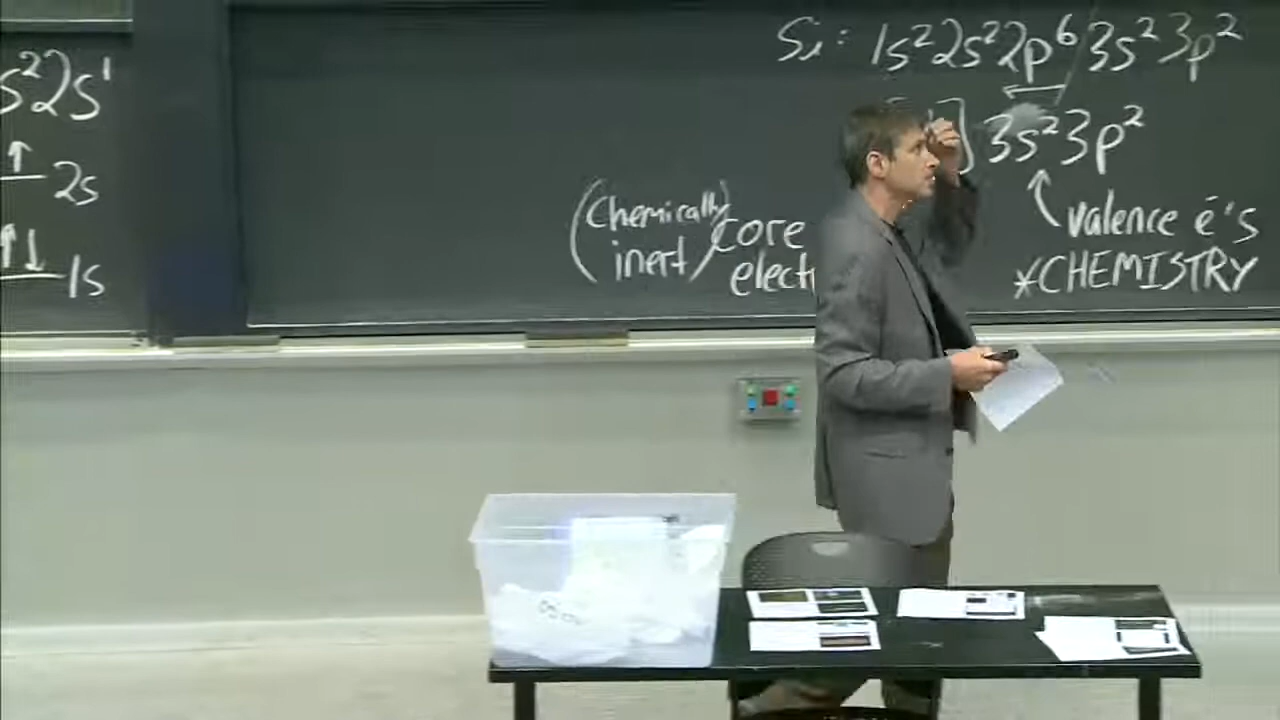 s²2s¹
↑ 2s
↑↓ 1s
Si: 1s²2s²2p⁶3s²3p²
] 3s²3p²
valence e⁻'s
*CHEMISTRY
(Chemically inert) core
elect